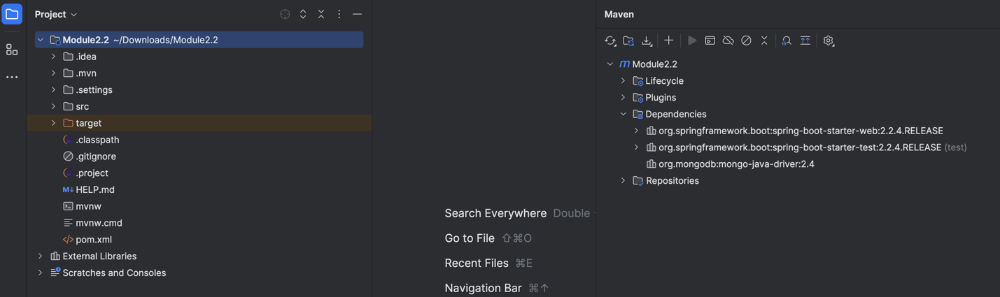 Project
Module2.2 ~/Downloads/Module2.2
.idea
.mvn
.settings
src
target
.classpath
.gitignore
.project
M↓ HELP.md
mvnw
mvnw.cmd
</> pom.xml
External Libraries
Scratches and Consoles
Search Everywhere Double
Go to File ⇧⌘O
Recent Files ⌘E
Navigation Bar ⌘↑
Maven
m Module2.2
Lifecycle
Plugins
Dependencies
org.springframework.boot:spring-boot-starter-web:2.2.4.RELEASE
org.springframework.boot:spring-boot-starter-test:2.2.4.RELEASE (test)
org.mongodb:mongo-java-driver:2.4
Repositories